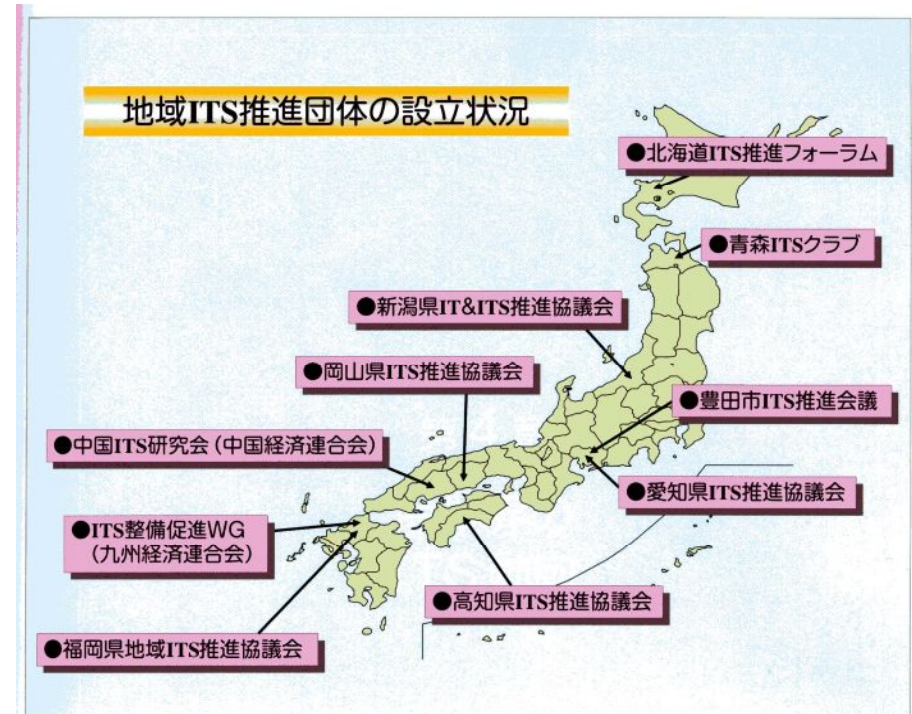 地域ITS推進団体の設立状況
●北海道ITS推進フォーラム
●青森ITSクラブ
●新潟県IT&ITS推進協議会
●岡山県ITS推進協議会
●豊田市ITS推進会議
●中国ITS研究会（中国経済連合会）
●愛知県ITS推進協議会
●ITS整備促進WG
（九州経済連合会）
●高知県ITS推進協議会
●福岡県地域ITS推進協議会